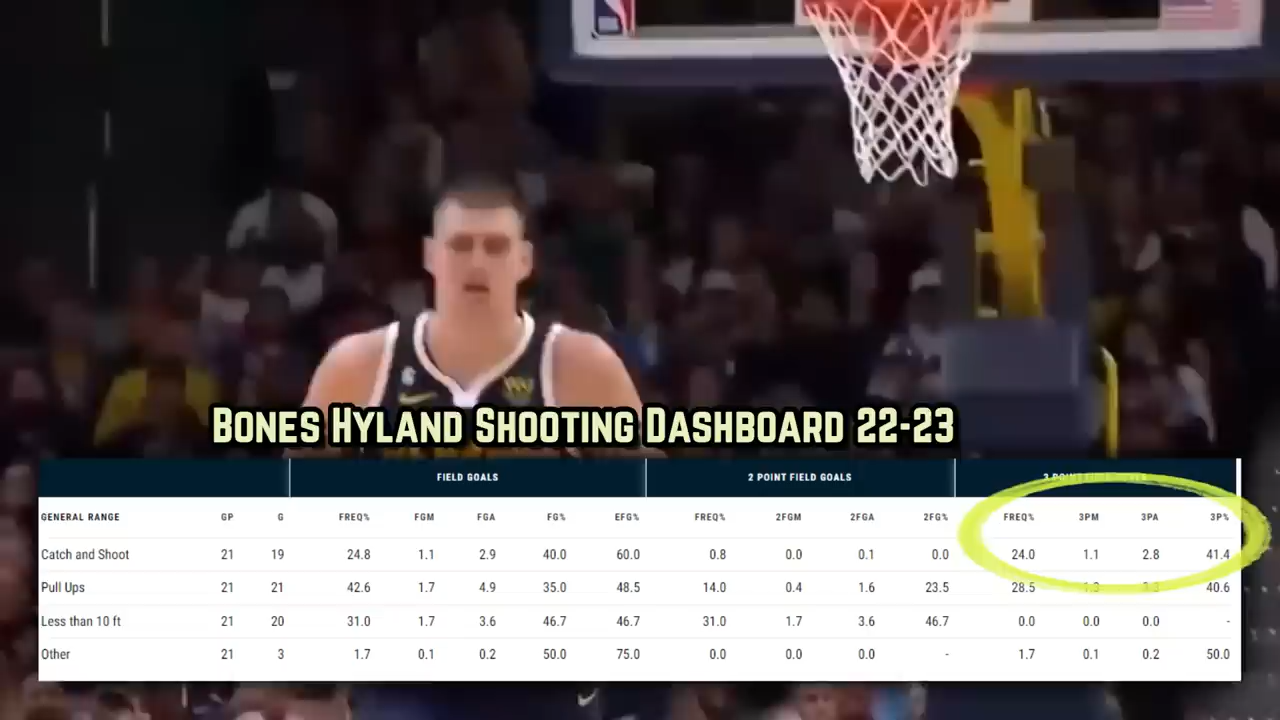 BONES HYLAND SHOOTING DASHBOARD 22-23
FIELD GOALS 2 POINT FIELD GOALS
GENERAL RANGE GP G FREQ% FGM FGA FG% EFG% FREQ% 2FGM 2FGA 2FG% FREQ% 3PM 3PA 3P%
Catch and Shoot 21 19 24.8 1.1 2.9 40.0 60.0 0.8 0.0 0.1 0.0 24.0 1.1 2.8 41.4
Pull Ups 21 21 42.6 1.7 4.9 35.0 48.5 14.0 0.4 1.6 23.5 28.5 1.3 3.3 40.6
Less than 10 ft 21 20 31.0 1.7 3.6 46.7 46.7 31.0 1.7 3.6 46.7 0.0 0.0 0.0 -
Other 21 3 1.7 0.1 0.2 50.0 75.0 0.0 0.0 0.0 - 1.7 0.1 0.2 50.0